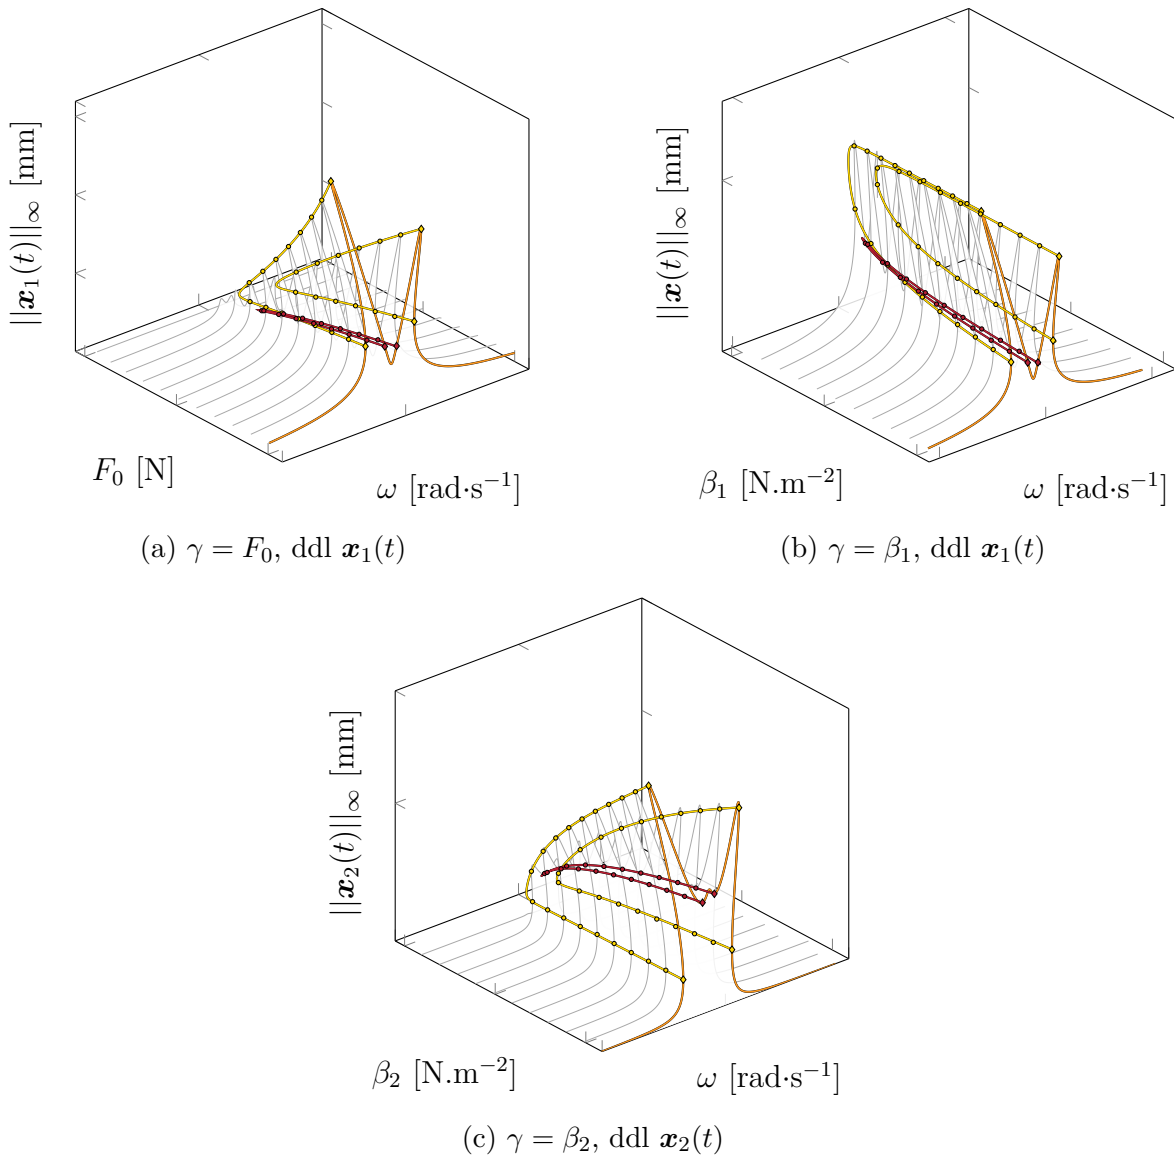 ||𝒙₁(t)||∞ [mm]
F₀ [N]
ω [rad·s⁻¹]
(a) γ = F₀, ddl 𝒙₁(t)
||𝒙(t)||∞ [mm]
β₁ [N.m⁻²]
ω [rad·s⁻¹]
(b) γ = β₁, ddl 𝒙₁(t)
||𝒙₂(t)||∞ [mm]
β₂ [N.m⁻²]
ω [rad·s⁻¹]
(c) γ = β₂, ddl 𝒙₂(t)